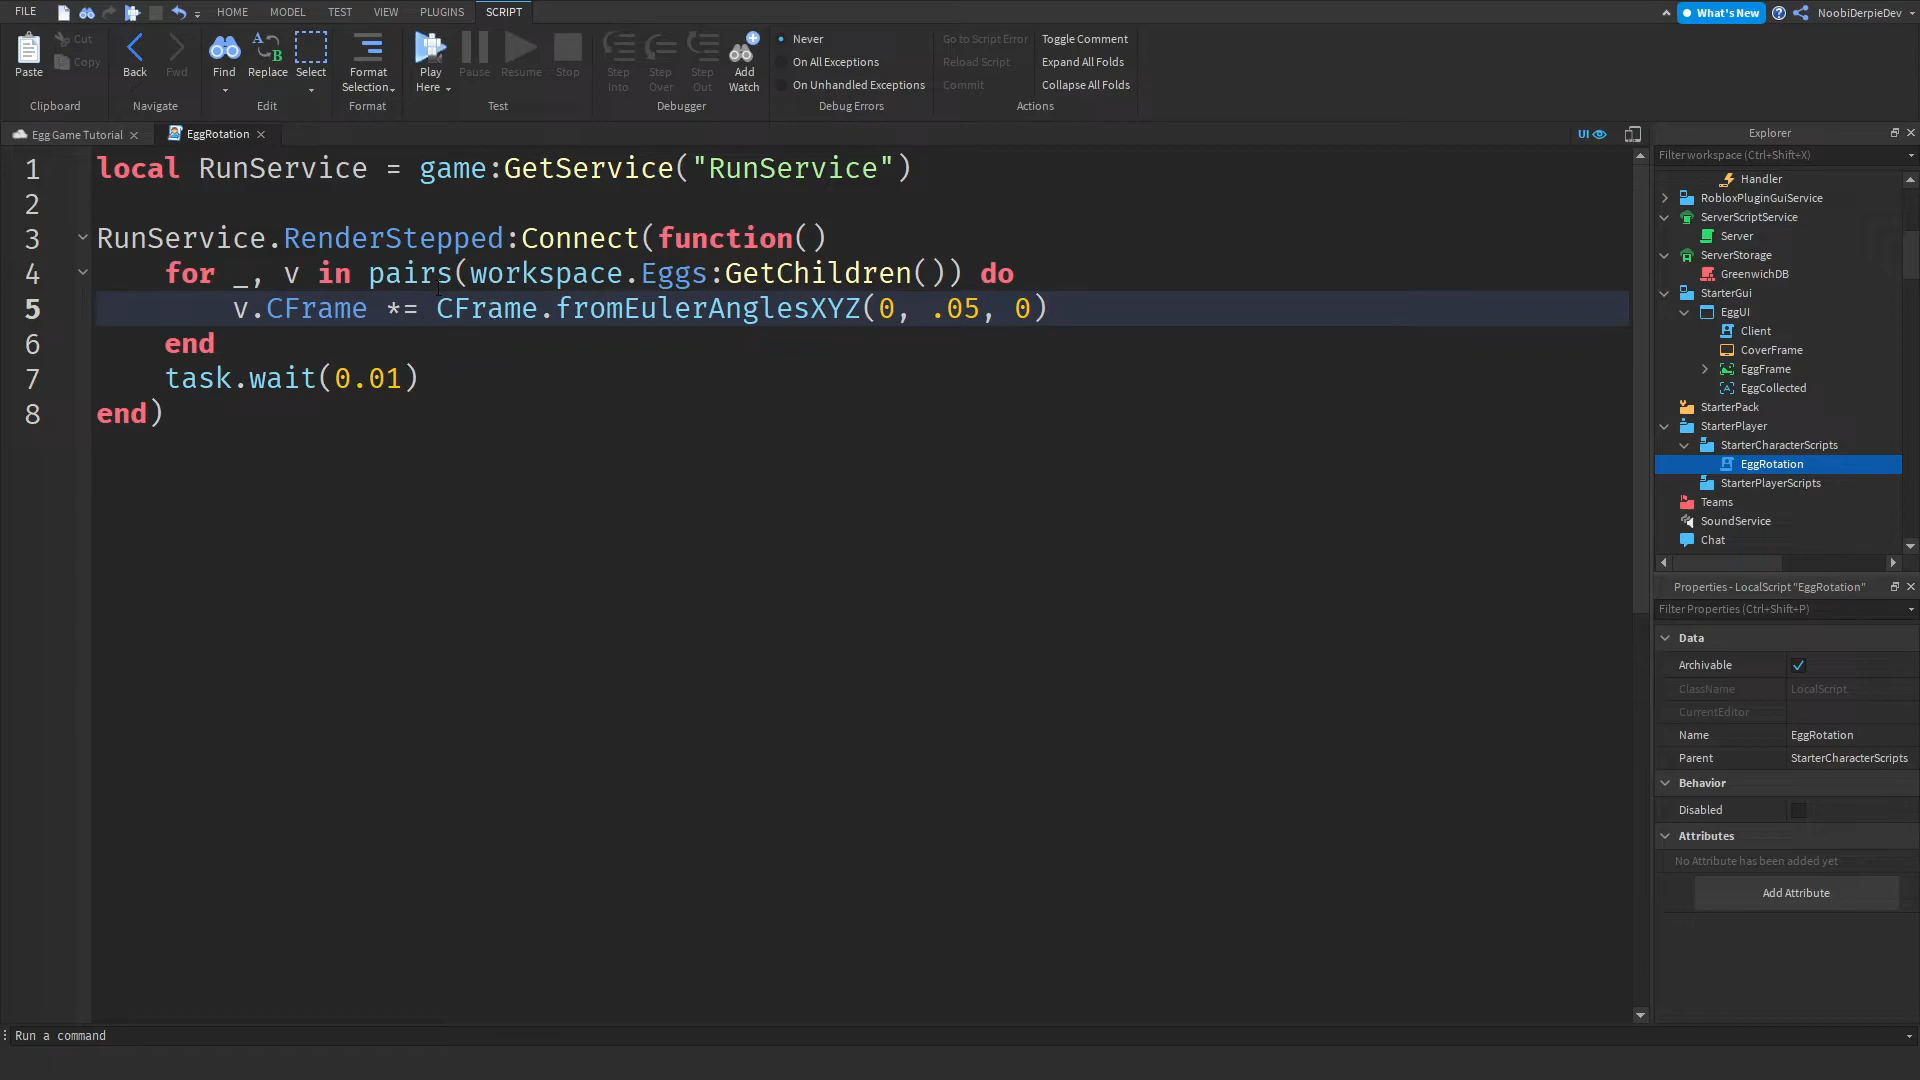 FILE HOME MODEL TEST VIEW PLUGINS SCRIPT What's New NoobiDerpieDev
Paste Cut Copy Clipboard
Back Fwd Navigate
Find Replace Select Edit
Format Selection Format
Play Here Pause Resume Stop Test
Step Into Step Over Step Out Add Watch Debugger
Never
On All Exceptions
On Unhandled Exceptions
Debug Errors
Go to Script Error
Reload Script
Commit
Toggle Comment
Expand All Folds
Collapse All Folds
Actions
Egg Game Tutorial EggRotation UI
1 local RunService = game:GetService("RunService")
2
3 RunService.RenderStepped:Connect(function()
4 for _, v in pairs(workspace.Eggs:GetChildren()) do
5 v.CFrame *= CFrame.fromEulerAnglesXYZ(0, .05, 0)
6 end
7 task.wait(0.01)
8 end)
Explorer
Filter workspace (Ctrl+Shift+X)
Handler
RobloxPluginGuiService
ServerScriptService
Server
ServerStorage
GreenwichDB
StarterGui
EggUI
Client
CoverFrame
EggFrame
EggCollected
StarterPack
StarterPlayer
StarterCharacterScripts
EggRotation
StarterPlayerScripts
Teams
SoundService
Chat
Properties - LocalScript "EggRotation"
Filter Properties (Ctrl+Shift+P)
Data
Archivable
ClassName LocalScript
CurrentEditor
Name EggRotation
Parent StarterCharacterScripts
Behavior
Disabled
Attributes
No Attribute has been added yet
Add Attribute
Run a command